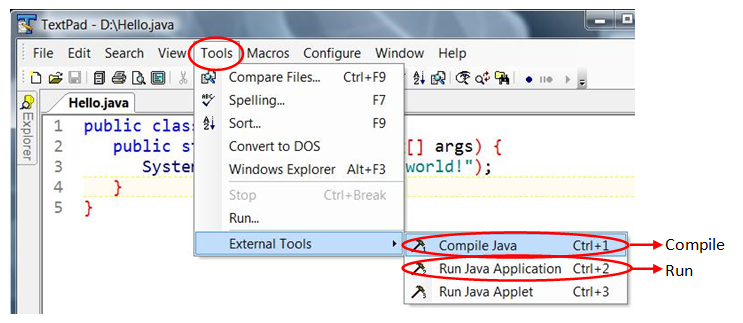 TextPad - D:\Hello.java
File Edit Search View Tools Macros Configure Window Help
Hello.java
Explorer
1 public clas
2 public st [] args) {
3 System world!");
4 }
5 }
Compare Files... Ctrl+F9
Spelling... F7
Sort... F9
Convert to DOS
Windows Explorer Alt+F3
Stop Ctrl+Break
Run...
External Tools
Compile Java Ctrl+1
Run Java Application Ctrl+2
Run Java Applet Ctrl+3
Compile
Run